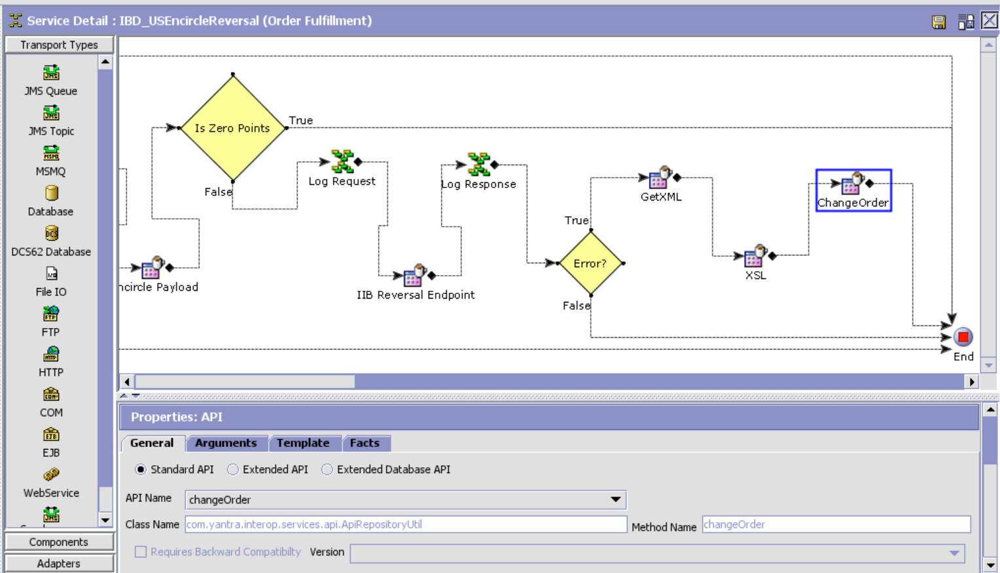 Service Detail : IBD_USEncircleReversal (Order Fulfillment)
Transport Types
JMS Queue
JMS Topic
MSMQ
Database
DCS62 Database
File IO
FTP
HTTP
COM
EJB
WebService
Components
Adapters
Is Zero Points
True
False
Log Request
Log Response
ncircle Payload
IIB Reversal Endpoint
True
Error?
False
GetXML
XSL
ChangeOrder
End
Properties: API
General Arguments Template Facts
Standard API Extended API Extended Database API
API Name changeOrder
Class Name com.yantra.interop.services.api.ApiRepositoryUtil Method Name changeOrder
Requires Backward Compatibilty Version